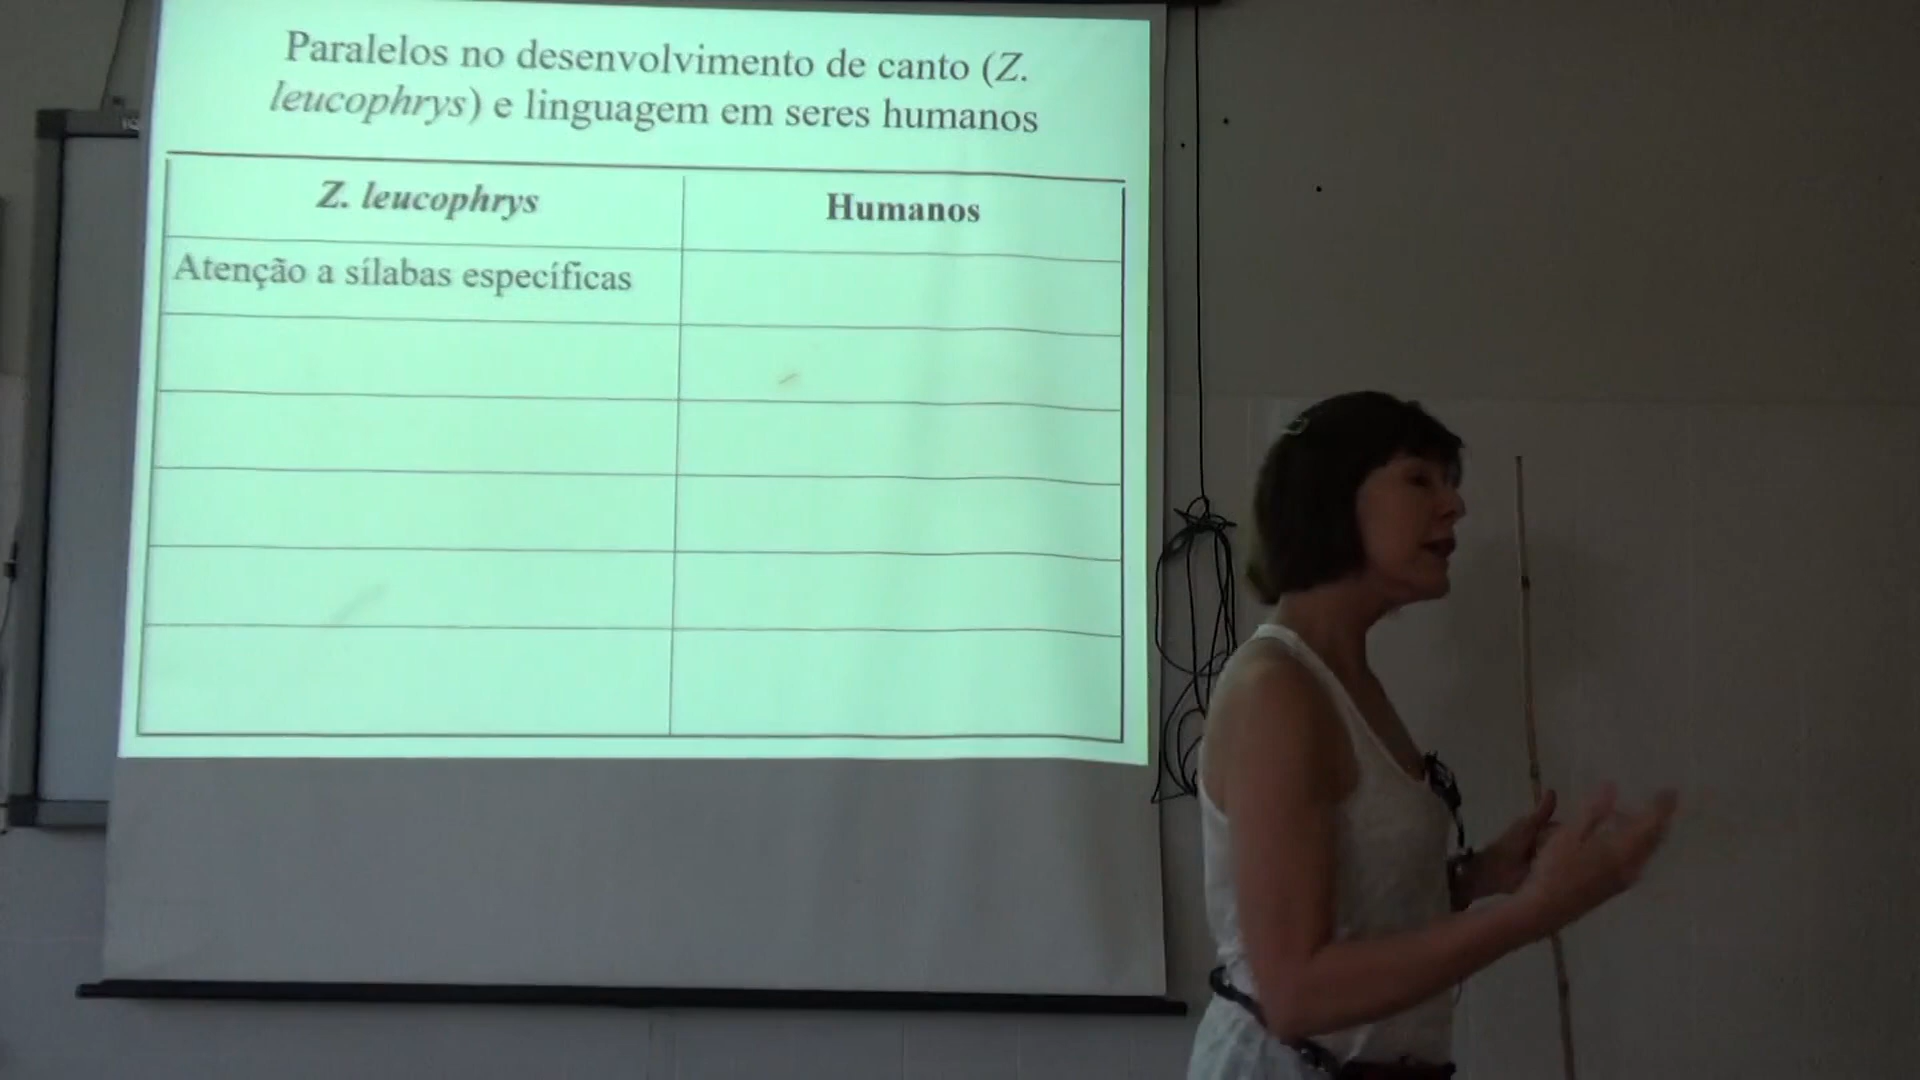 Paralelos no desenvolvimento de canto (Z.
leucophrys) e linguagem em seres humanos
Z. leucophrys
Humanos
Atenção a sílabas específicas